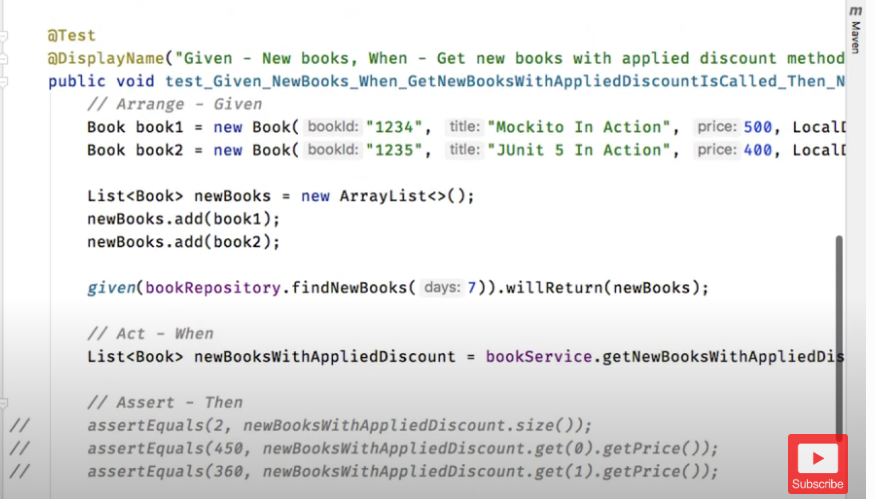 @Test
@DisplayName("Given - New books, When - Get new books with applied discount method
public void test_Given_NewBooks_When_GetNewBooksWithAppliedDiscountIsCalled_Then_N
// Arrange - Given
Book book1 = new Book( bookId: "1234", title: "Mockito In Action", price: 500, LocalD
Book book2 = new Book( bookId: "1235", title: "JUnit 5 In Action", price: 400, LocalD
List<Book> newBooks = new ArrayList<>();
newBooks.add(book1);
newBooks.add(book2);
given(bookRepository.findNewBooks( days: 7)).willReturn(newBooks);
// Act - When
List<Book> newBooksWithAppliedDiscount = bookService.getNewBooksWithAppliedDis
// Assert - Then
// assertEquals(2, newBooksWithAppliedDiscount.size());
// assertEquals(450, newBooksWithAppliedDiscount.get(0).getPrice());
// assertEquals(360, newBooksWithAppliedDiscount.get(1).getPrice());
m Maven
Subscribe